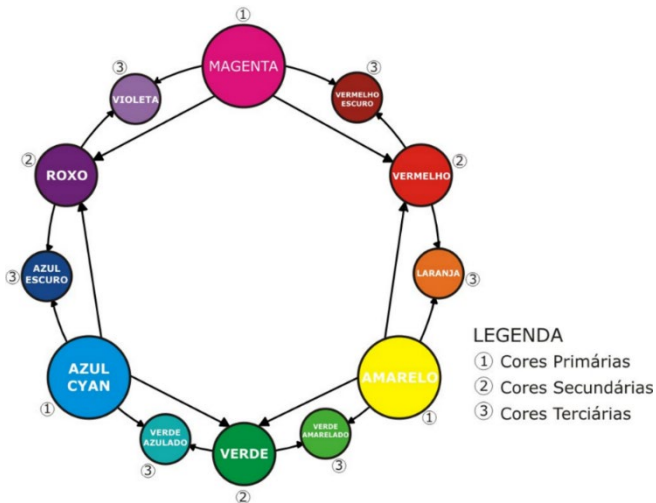 ①
MAGENTA
③
VIOLETA
③
VERMELHO
ESCURO
②
ROXO
②
VERMELHO
③
AZUL
ESCURO
LARANJA
③
AZUL
CYAN
①
AMARELO
①
VERDE
AZULADO
③
VERDE
②
VERDE
AMARELADO
③
LEGENDA
① Cores Primárias
② Cores Secundárias
③ Cores Terciárias